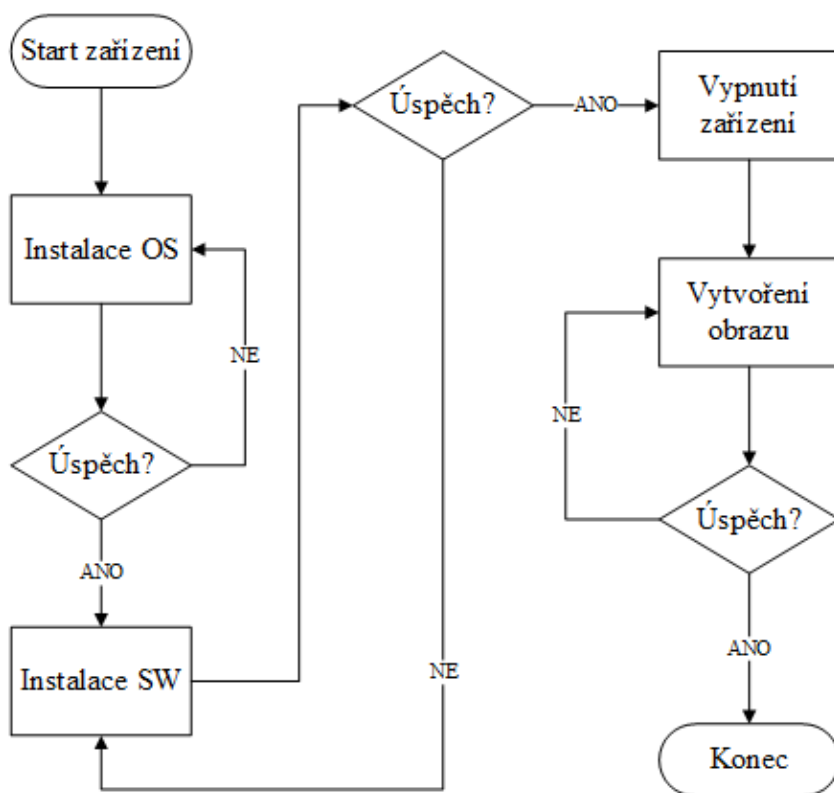 Start zařízení
Instalace OS
NE
Úspěch?
ANO
Instalace SW
Úspěch?
ANO
NE
Vypnutí
zařízení
Vytvoření
obrazu
NE
Úspěch?
ANO
Konec